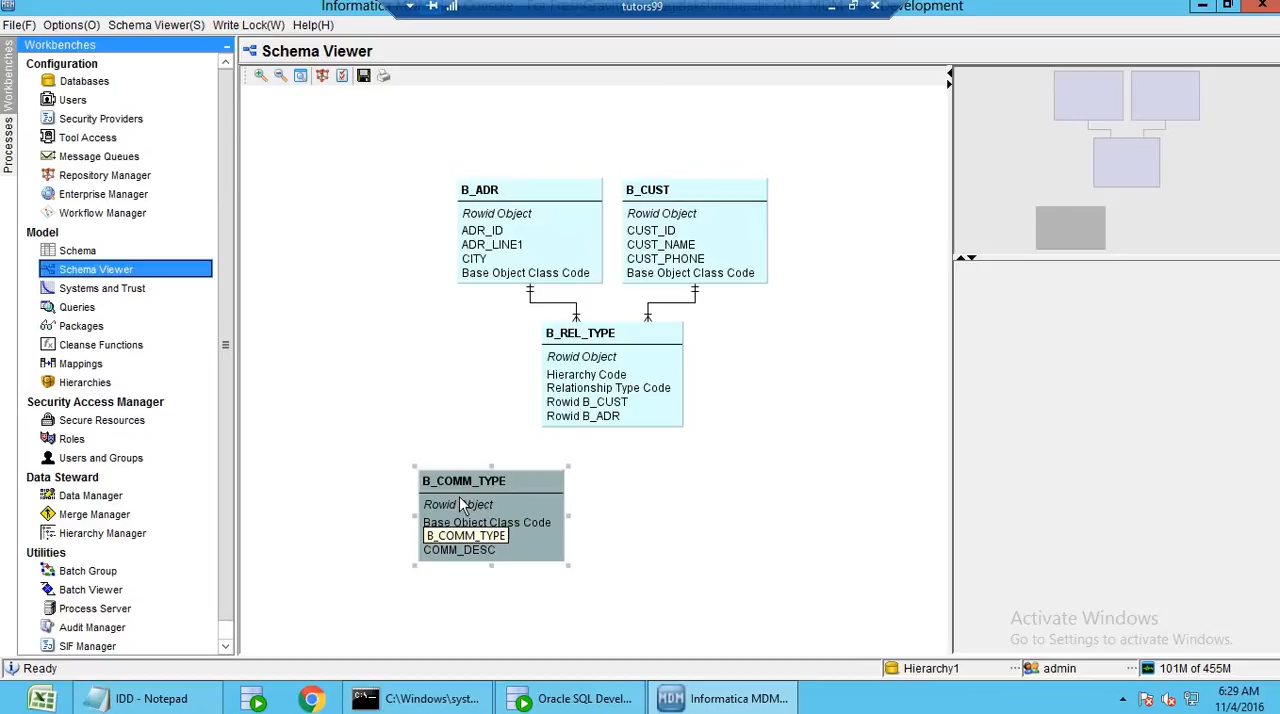 Informatica
tutors99
Development
File(F) Options(O) Schema Viewer(S) Write Lock(W) Help(H)
Workbenches
Processes
Workbenches
Configuration
Databases
Users
Security Providers
Tool Access
Message Queues
Repository Manager
Enterprise Manager
Workflow Manager
Model
Schema
Schema Viewer
Systems and Trust
Queries
Packages
Cleanse Functions
Mappings
Hierarchies
Security Access Manager
Secure Resources
Roles
Users and Groups
Data Steward
Data Manager
Merge Manager
Hierarchy Manager
Utilities
Batch Group
Batch Viewer
Process Server
Audit Manager
SIF Manager
Schema Viewer
B_ADR
Rowid Object
ADR_ID
ADR_LINE1
CITY
Base Object Class Code
B_CUST
Rowid Object
CUST_ID
CUST_NAME
CUST_PHONE
Base Object Class Code
B_REL_TYPE
Rowid Object
Hierarchy Code
Relationship Type Code
Rowid B_CUST
Rowid B_ADR
B_COMM_TYPE
Rowid Object
Base Object Class Code
B_COMM_TYPE
COMM_DESC
Activate Windows
Go to Settings to activate Windows.
Ready
Hierarchy1
admin
101M of 455M
IDD - Notepad
C:\Windows\syst...
Oracle SQL Devel...
Informatica MDM...
6:29 AM
11/4/2016